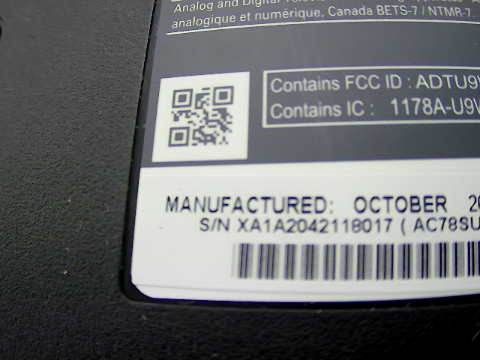 Analog and Digital
analogique et numérique, Canada BETS-7 / NTMR-7.
Contains FCC ID : ADTU9
Contains IC : 1178A-U9
MANUFACTURED: OCTOBER
S/N XA1A2042118017 ( AC78SU